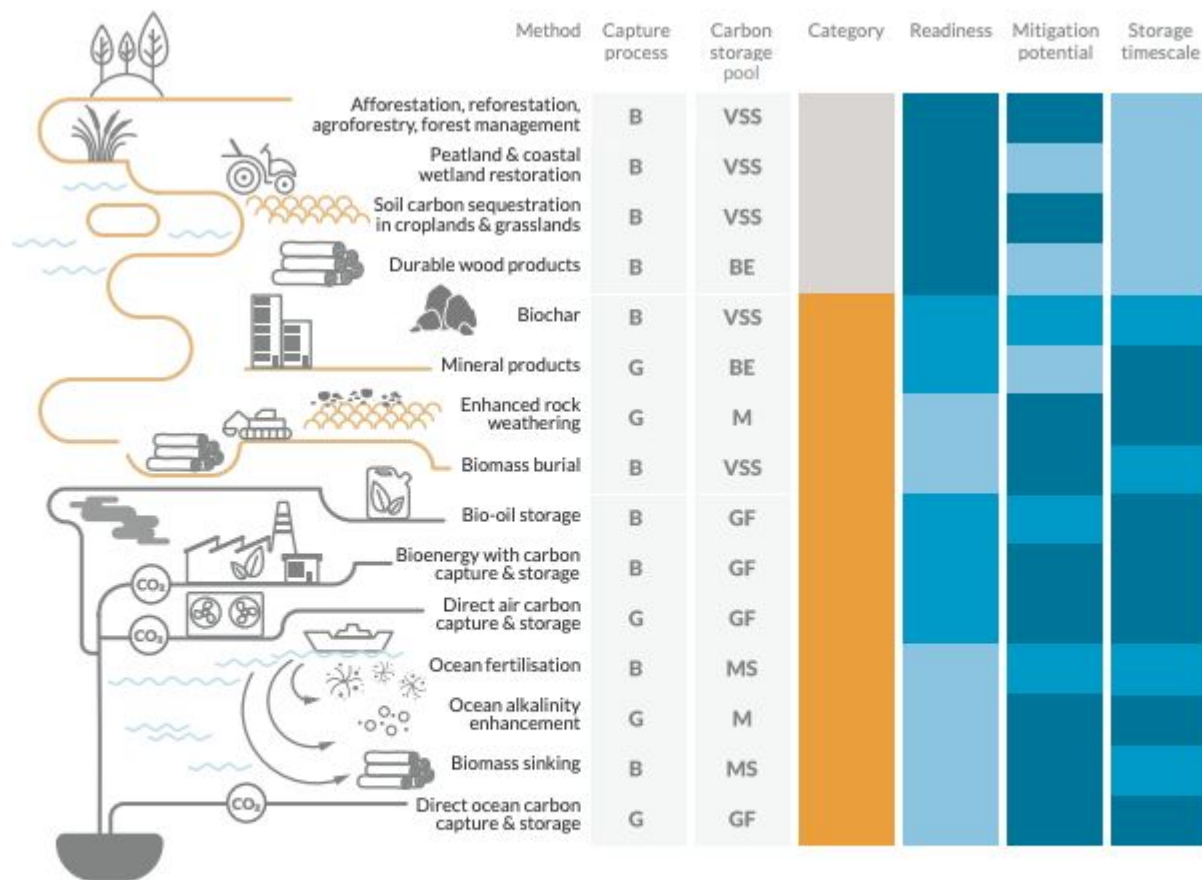 Method Capture process Carbon storage pool Category Readiness Mitigation potential Storage timescale
Afforestation, reforestation,
agroforestry, forest management B VSS
Peatland & coastal
wetland restoration B VSS
Soil carbon sequestration
in croplands & grasslands B VSS
Durable wood products B BE
Biochar B VSS
Mineral products G BE
Enhanced rock
weathering G M
Biomass burial B VSS
Bio-oil storage B GF
Bioenergy with carbon
capture & storage B GF
CO₂
Direct air carbon
capture & storage G GF
CO₂
Ocean fertilisation B MS
Ocean alkalinity
enhancement G M
Biomass sinking B MS
CO₂
Direct ocean carbon
capture & storage G GF